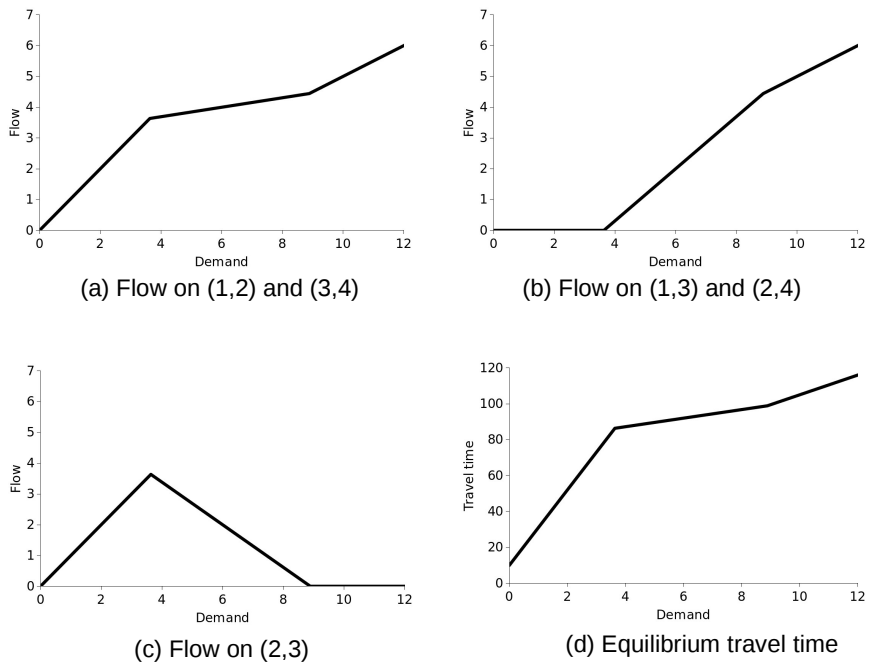 7
6
5
4
3
2
1
0
Flow
0 2 4 6 8 10 12
Demand
(a) Flow on (1,2) and (3,4)
7
6
5
4
3
2
1
0
Flow
0 2 4 6 8 10 12
Demand
(b) Flow on (1,3) and (2,4)
7
6
5
4
3
2
1
0
Flow
0 2 4 6 8 10 12
Demand
(c) Flow on (2,3)
120
100
80
60
40
20
0
Travel time
0 2 4 6 8 10 12
Demand
(d) Equilibrium travel time